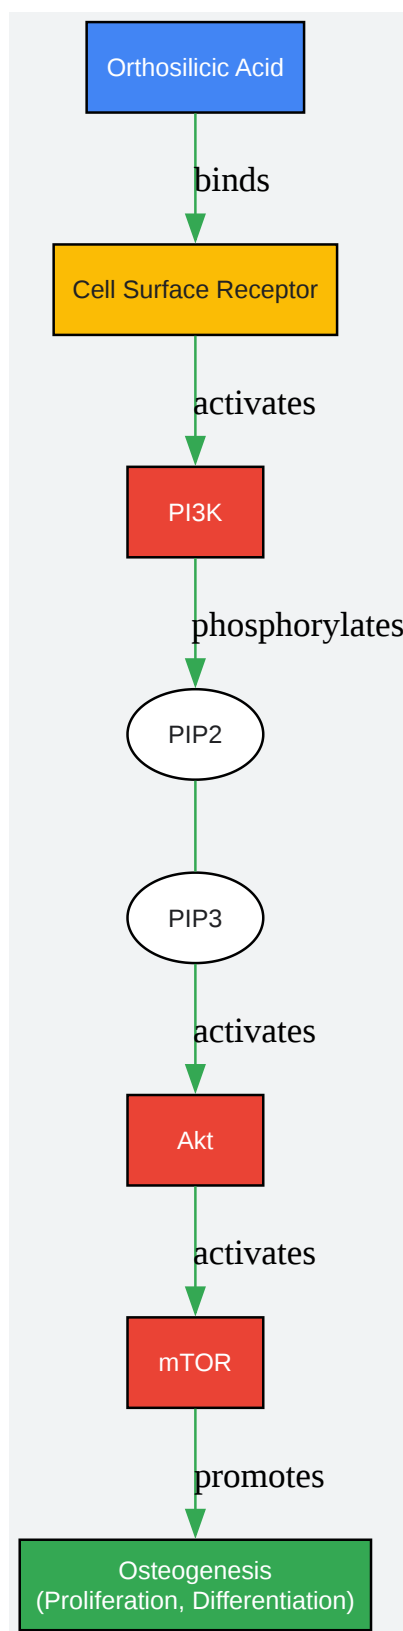 Orthosilicic Acid
binds
Cell Surface Receptor
activates
PI3K
phosphorylates
PIP2
PIP3
activates
Akt
activates
mTOR
promotes
Osteogenesis
(Proliferation, Differentiation)